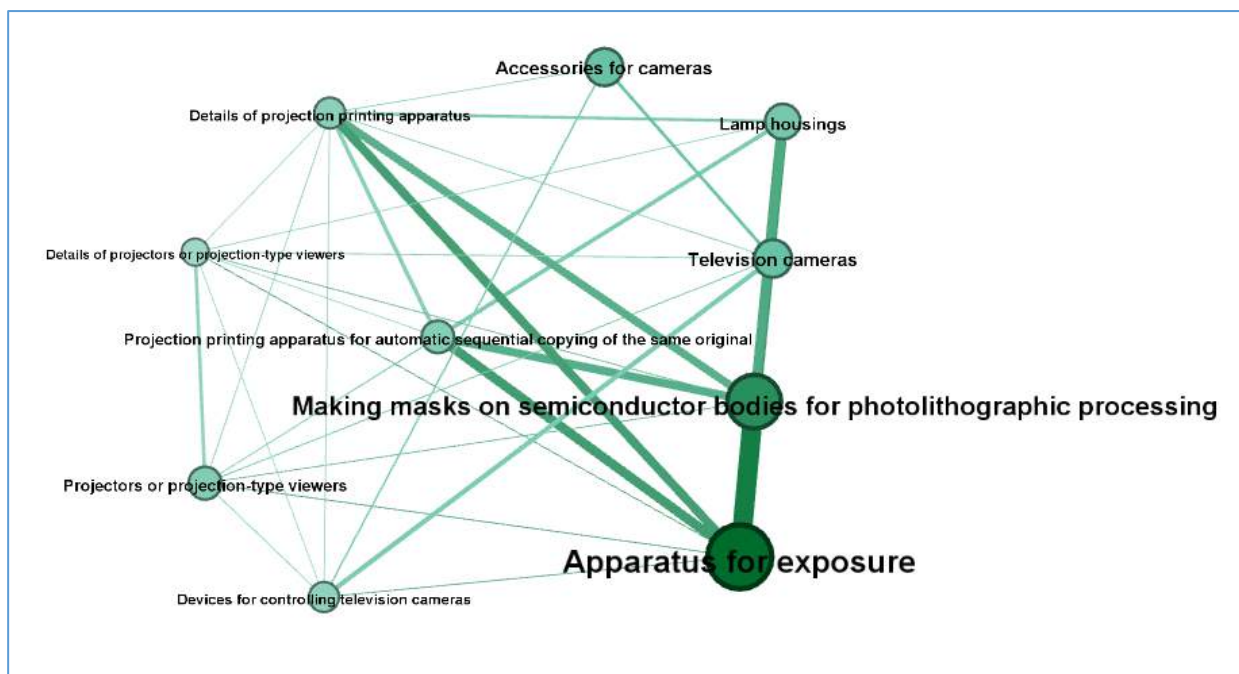 Accessories for cameras
Details of projection printing apparatus
Lamp housings
Details of projectors or projection-type viewers
Television cameras
Projection printing apparatus for automatic sequential copying of the same original
Making masks on semiconductor bodies for photolithographic processing
Projectors or projection-type viewers
Apparatus for exposure
Devices for controlling television cameras